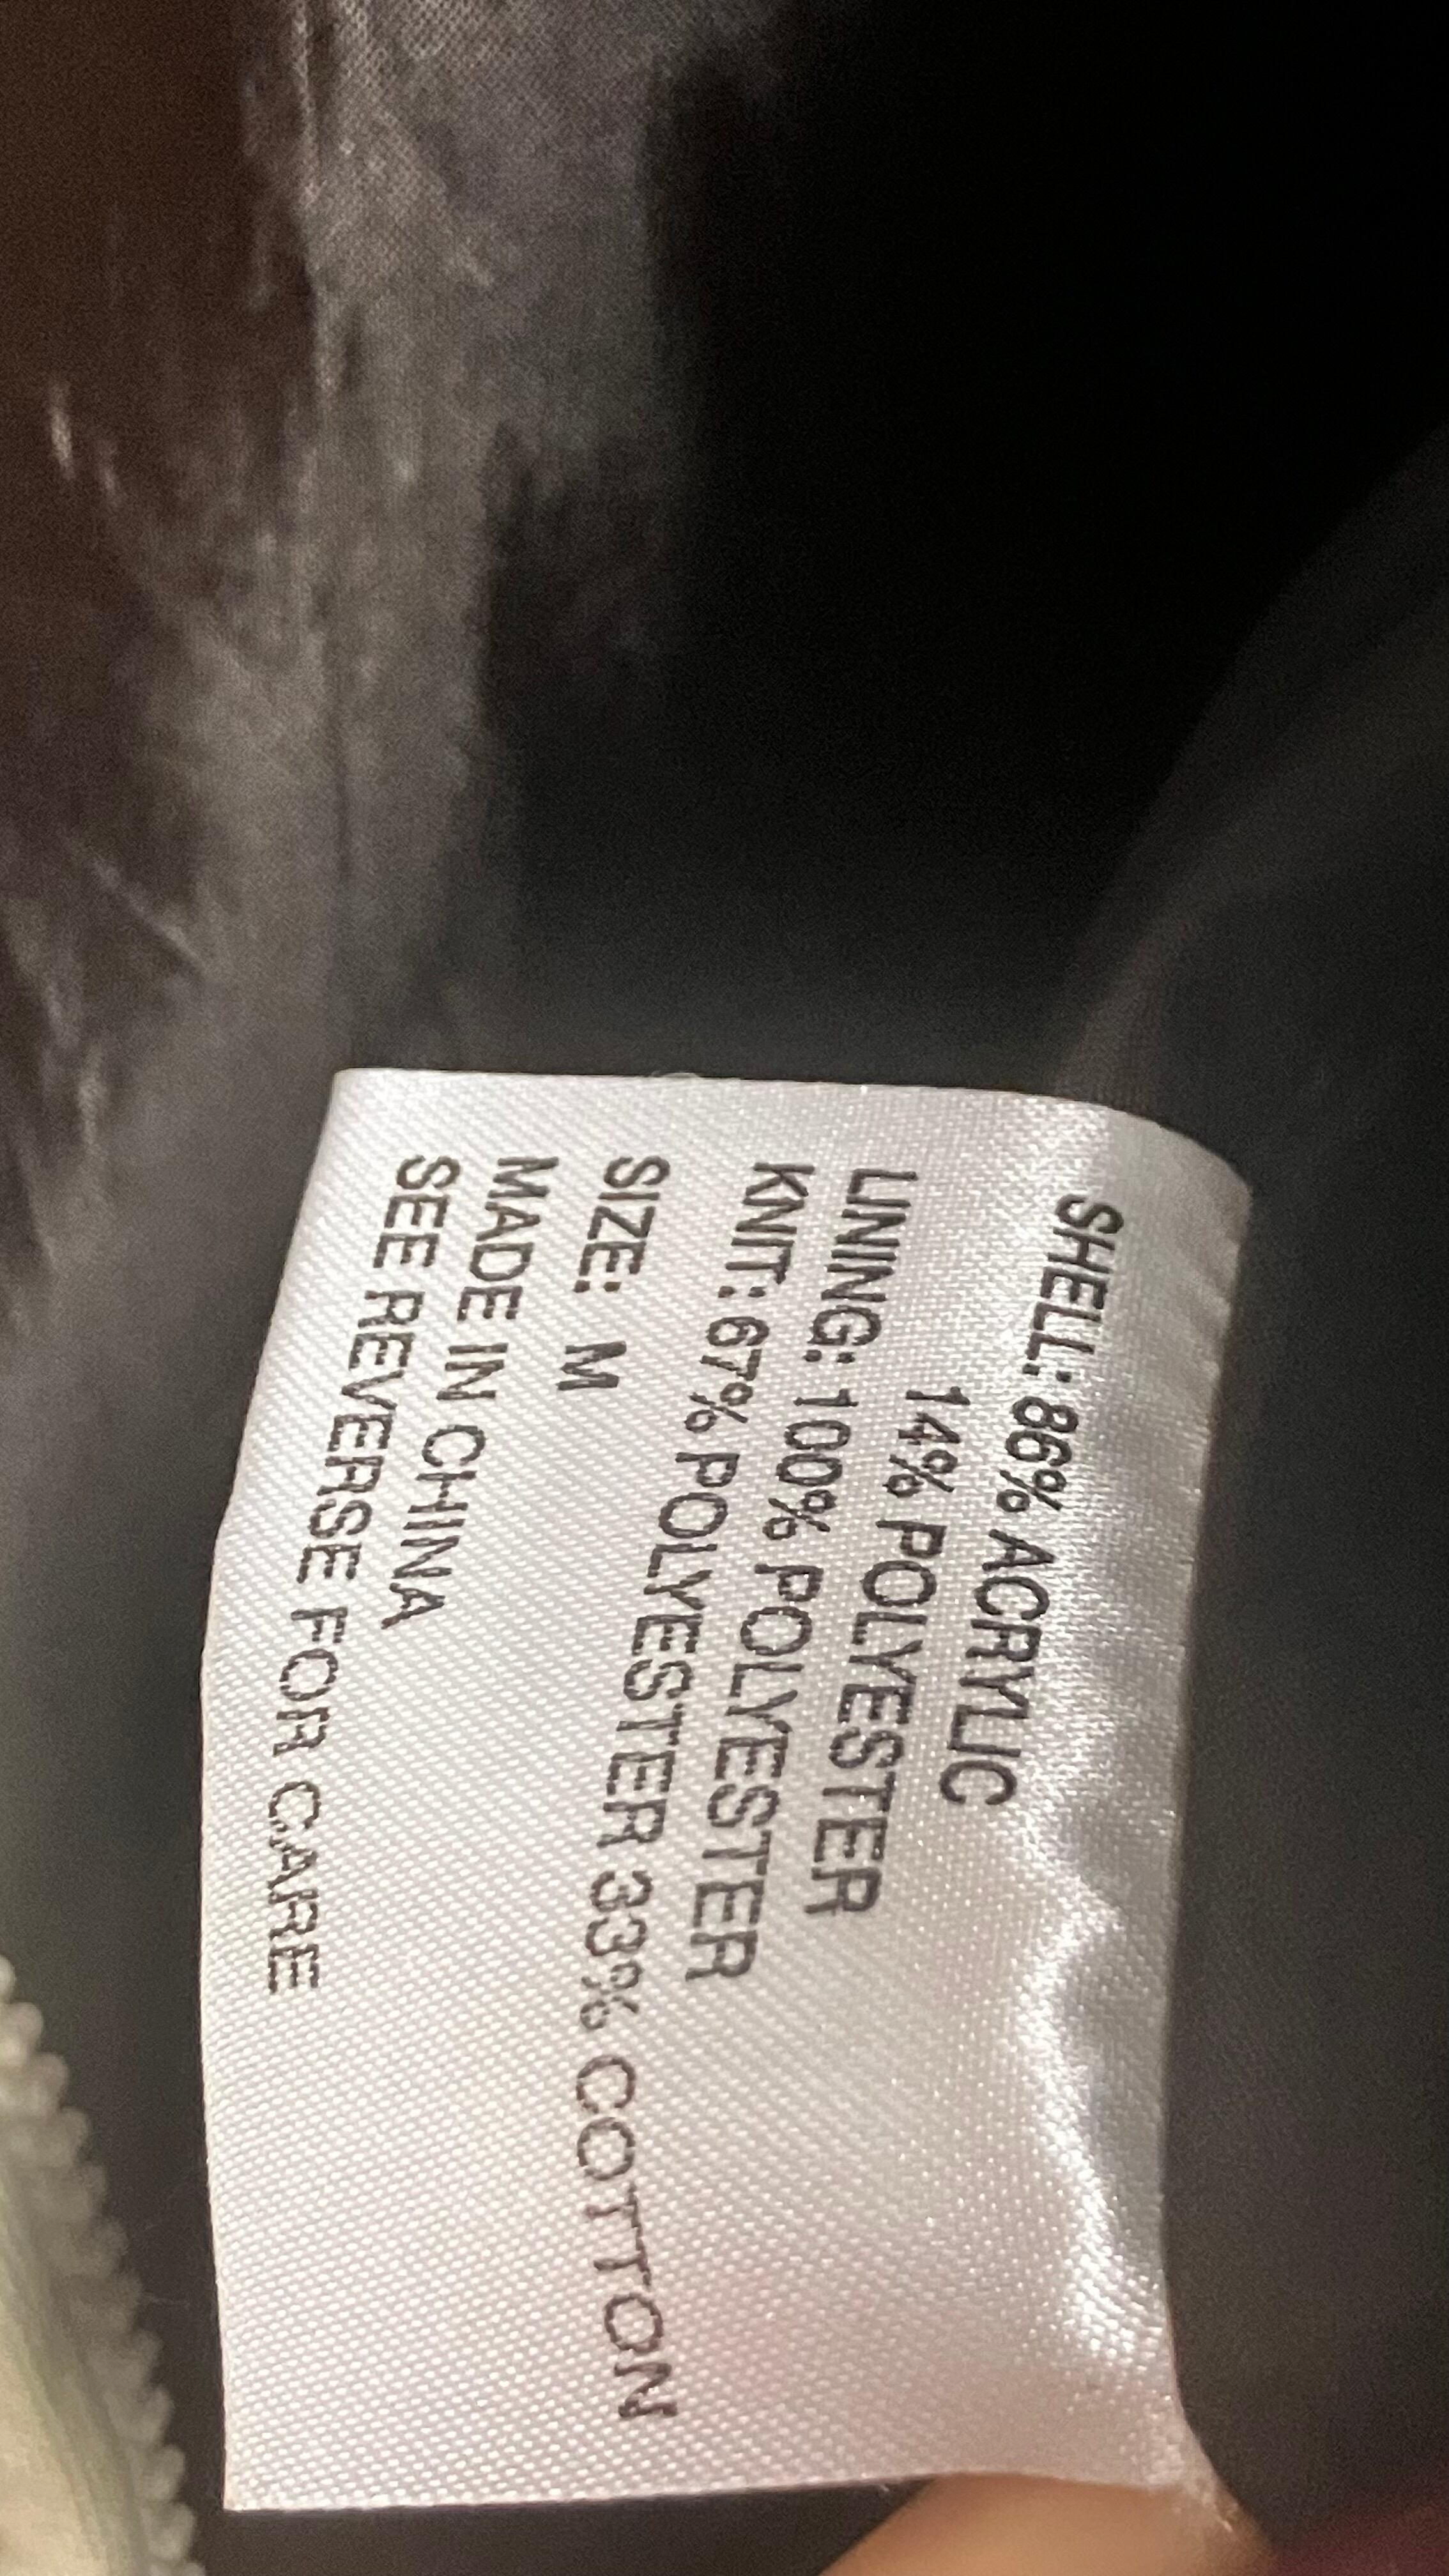 SHELL: 86% ACRYLIC
14% POLYESTER
LINING: 100% POLYESTER
KNIT: 67% POLYESTER 33% COTTON
SIZE: M
MADE IN CHINA
SEE REVERSE FOR CARE